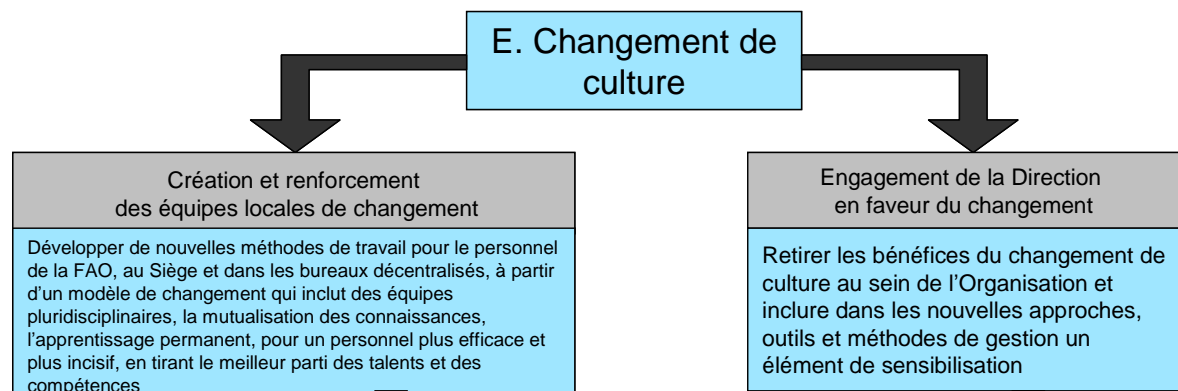 E. Changement de
culture
Création et renforcement
des équipes locales de changement
Développer de nouvelles méthodes de travail pour le personnel
de la FAO, au Siège et dans les bureaux décentralisés, à partir
d’un modèle de changement qui inclut des équipes
pluridisciplinaires, la mutualisation des connaissances,
l’apprentissage permanent, pour un personnel plus efficace et
plus incisif, en tirant le meilleur parti des talents et des
compétences
Engagement de la Direction
en faveur du changement
Retirer les bénéfices du changement de
culture au sein de l’Organisation et
inclure dans les nouvelles approches,
outils et méthodes de gestion un
élément de sensibilisation